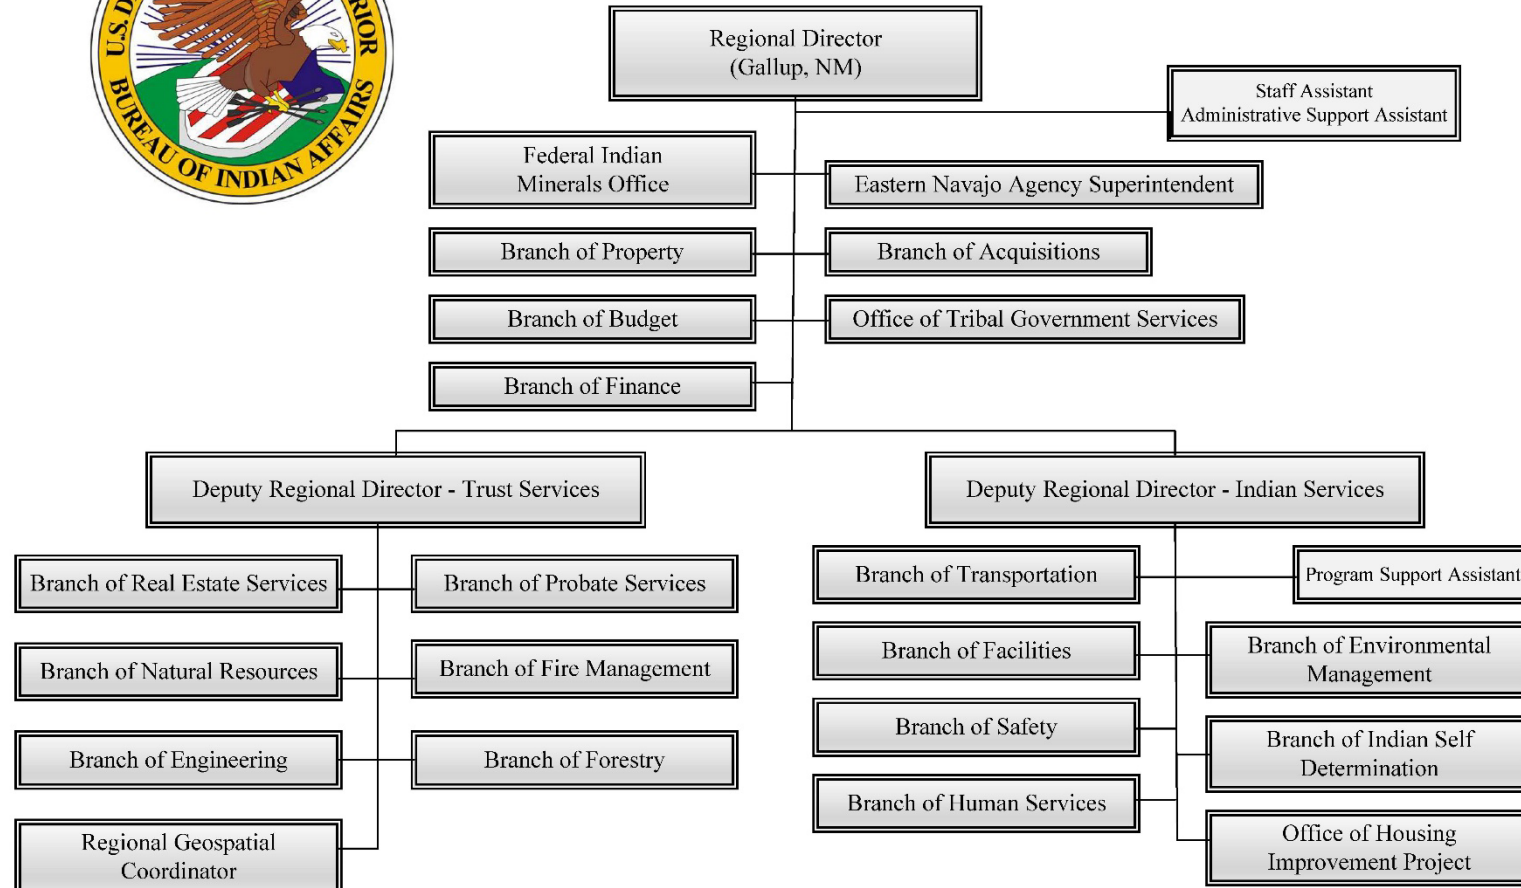 U.S. D
RIOR
BUREAU OF INDIAN AFFAIRS
Regional Director
(Gallup, NM)
Staff Assistant
Administrative Support Assistant
Federal Indian
Minerals Office
Eastern Navajo Agency Superintendent
Branch of Property
Branch of Acquisitions
Branch of Budget
Office of Tribal Government Services
Branch of Finance
Deputy Regional Director - Trust Services
Deputy Regional Director - Indian Services
Branch of Real Estate Services
Branch of Probate Services
Branch of Natural Resources
Branch of Fire Management
Branch of Engineering
Branch of Forestry
Regional Geospatial
Coordinator
Branch of Transportation
Program Support Assistant
Branch of Facilities
Branch of Environmental
Management
Branch of Safety
Branch of Indian Self
Determination
Branch of Human Services
Office of Housing
Improvement Project